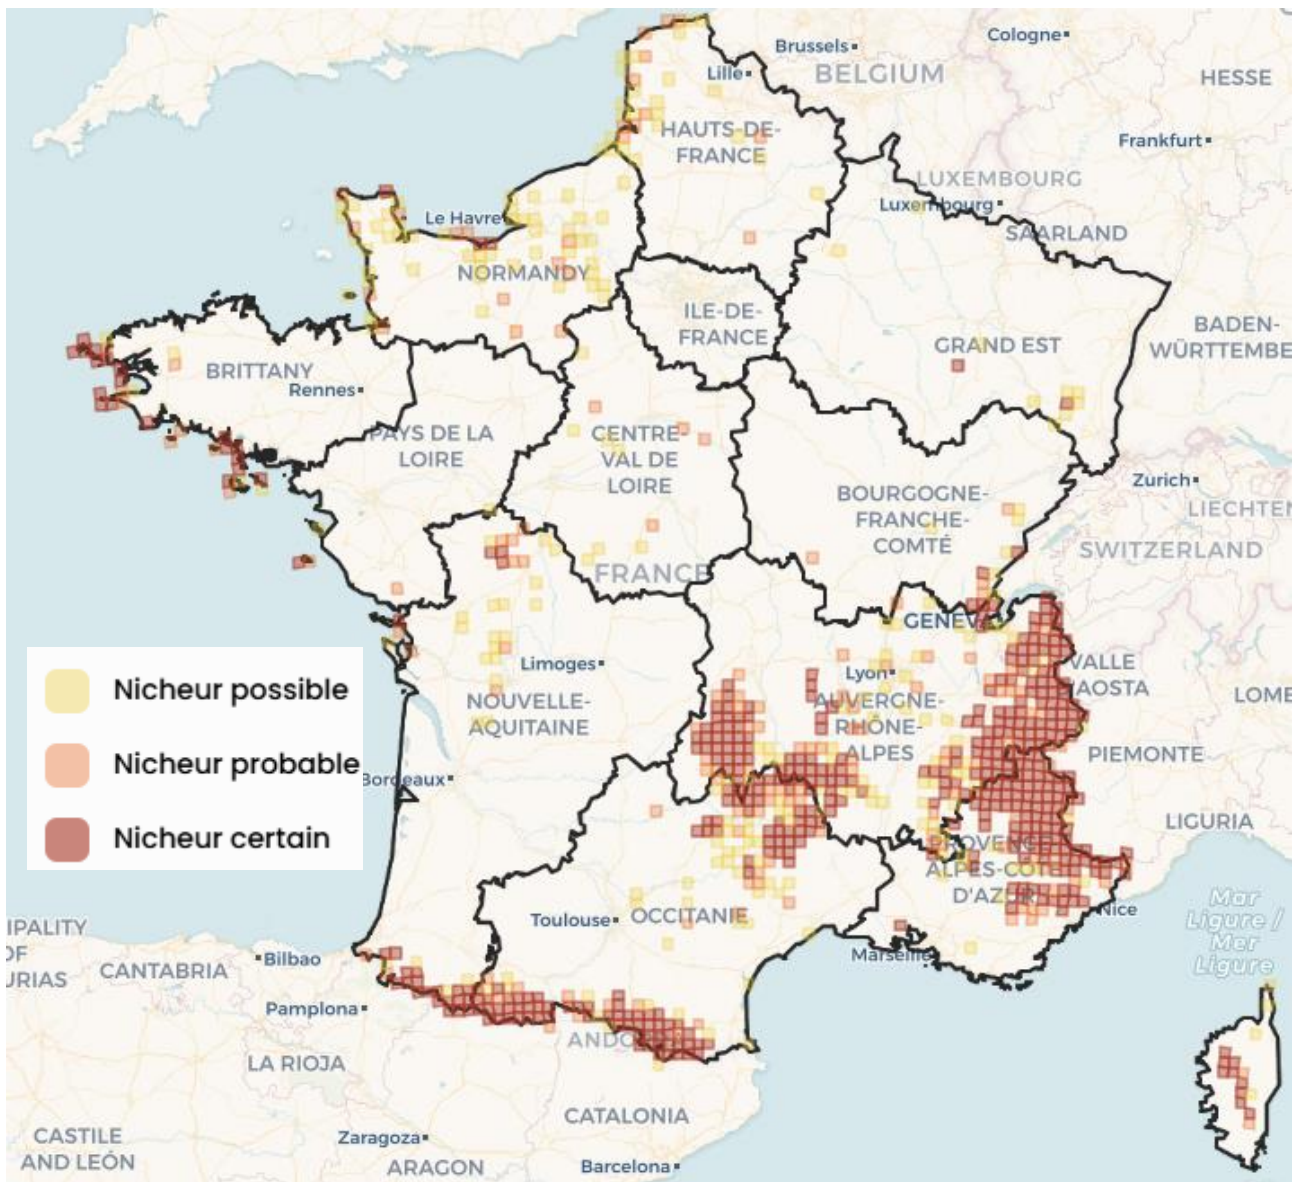 Cologne
Brussels
BELGIUM
Lille
HESSE
HAUTS-DE-
FRANCE
Frankfurt
LUXEMBOURG
Luxembourg
Le Havre
SAARLAND
NORMANDY
ILE-DE-
FRANCE
BADEN-
WÜRTTEMBE
GRAND EST
BRITTANY
Rennes
PAYS DE LA
LOIRE
CENTRE-
VAL DE
LOIRE
Zurich
BOURGOGNE-
FRANCHE-
COMTÉ
LIECHTEN
SWITZERLAND
FRANCE
GENEVA
Limoges
Lyon
VALLE
AOSTA
LOME
NOUVELLE-
AQUITAINE
AUVERGNE-
RHÔNE-
ALPES
PIEMONTE
Nicheur possible
Nicheur probable
Nicheur certain
Bordeaux
LIGURIA
PROVENCE
ALPES-CÔT
D'AZUR
Nice
Toulouse
OCCITANIE
Marseille
Mar
Ligure /
Mer
Ligure
IPALITY
OF
URIAS
CANTABRIA
Bilbao
Pamplona
ANDO
LA RIOJA
CATALONIA
CASTILE
AND LEÓN
Zaragoza
ARAGON
Barcelona